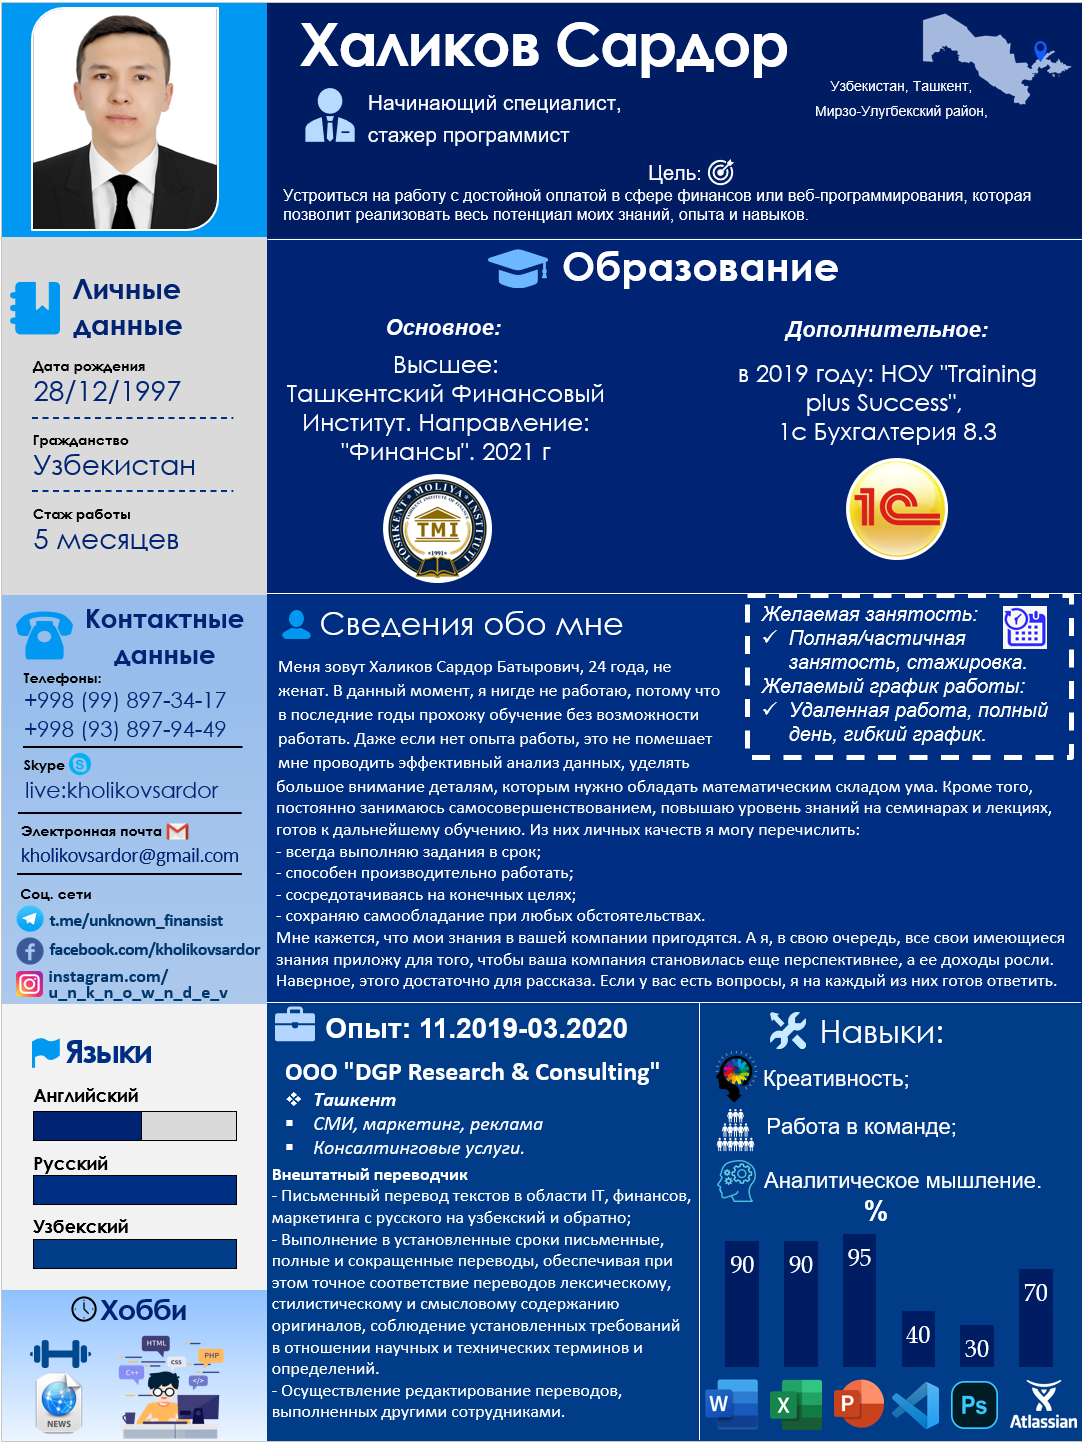 Халиков Сардор
Начинающий специалист,
стажер программист
Узбекистан, Ташкент,
Мирзо-Улугбекский район,
Цель:
Устроиться на работу с достойной оплатой в сфере финансов или веб-программирования, которая
позволит реализовать весь потенциал моих знаний, опыта и навыков.
Личные
данные
Дата рождения
28/12/1997
Гражданство
Узбекистан
Стаж работы
5 месяцев
Образование
Основное:
Высшее:
Ташкентский Финансовый
Институт. Направление:
"Финансы". 2021 г
TOSHKENT MOLIYA INSTITUTI
TASHKENT INSTITUTE OF FINANCE
TMI
*1991*
Дополнительное:
в 2019 году: НОУ "Training
plus Success",
1с Бухгалтерия 8.3
1С
Контактные
данные
Телефоны:
+998 (99) 897-34-17
+998 (93) 897-94-49
Skype
live:kholikovsardor
Электронная почта
kholikovsardor@gmail.com
Соц. сети
t.me/unknown_finansist
facebook.com/kholikovsardor
instagram.com/
u_n_k_n_o_w_n_d_e_v
Сведения обо мне
Желаемая занятость:
✓ Полная/частичная
занятость, стажировка.
Желаемый график работы:
✓ Удаленная работа, полный
день, гибкий график.
Меня зовут Халиков Сардор Батырович, 24 года, не
женат. В данный момент, я нигде не работаю, потому что
в последние годы прохожу обучение без возможности
работать. Даже если нет опыта работы, это не помешает
мне проводить эффективный анализ данных, уделять
большое внимание деталям, которым нужно обладать математическим складом ума. Кроме того,
постоянно занимаюсь самосовершенствованием, повышаю уровень знаний на семинарах и лекциях,
готов к дальнейшему обучению. Из них личных качеств я могу перечислить:
- всегда выполняю задания в срок;
- способен производительно работать;
- сосредотачиваясь на конечных целях;
- сохраняю самообладание при любых обстоятельствах.
Мне кажется, что мои знания в вашей компании пригодятся. А я, в свою очередь, все свои имеющиеся
знания приложу для того, чтобы ваша компания становилась еще перспективнее, а ее доходы росли.
Наверное, этого достаточно для рассказа. Если у вас есть вопросы, я на каждый из них готов ответить.
Языки
Английский
Русский
Узбекский
Хобби
HTML
PHP
CSS
C++
</>
NEWS
Опыт: 11.2019-03.2020
ООО "DGP Research & Consulting"
❖ Ташкент
▪ СМИ, маркетинг, реклама
▪ Консалтинговые услуги.
Внештатный переводчик
- Письменный перевод текстов в области IT, финансов,
маркетинга с русского на узбекский и обратно;
- Выполнение в установленные сроки письменные,
полные и сокращенные переводы, обеспечивая при
этом точное соответствие переводов лексическому,
стилистическому и смысловому содержанию
оригиналов, соблюдение установленных требований
в отношении научных и технических терминов и
определений.
- Осуществление редактирование переводов,
выполненных другими сотрудниками.
Навыки:
Креативность;
Работа в команде;
Аналитическое мышление.
%
90 90 95 40 30 70
W X P Ps Atlassian